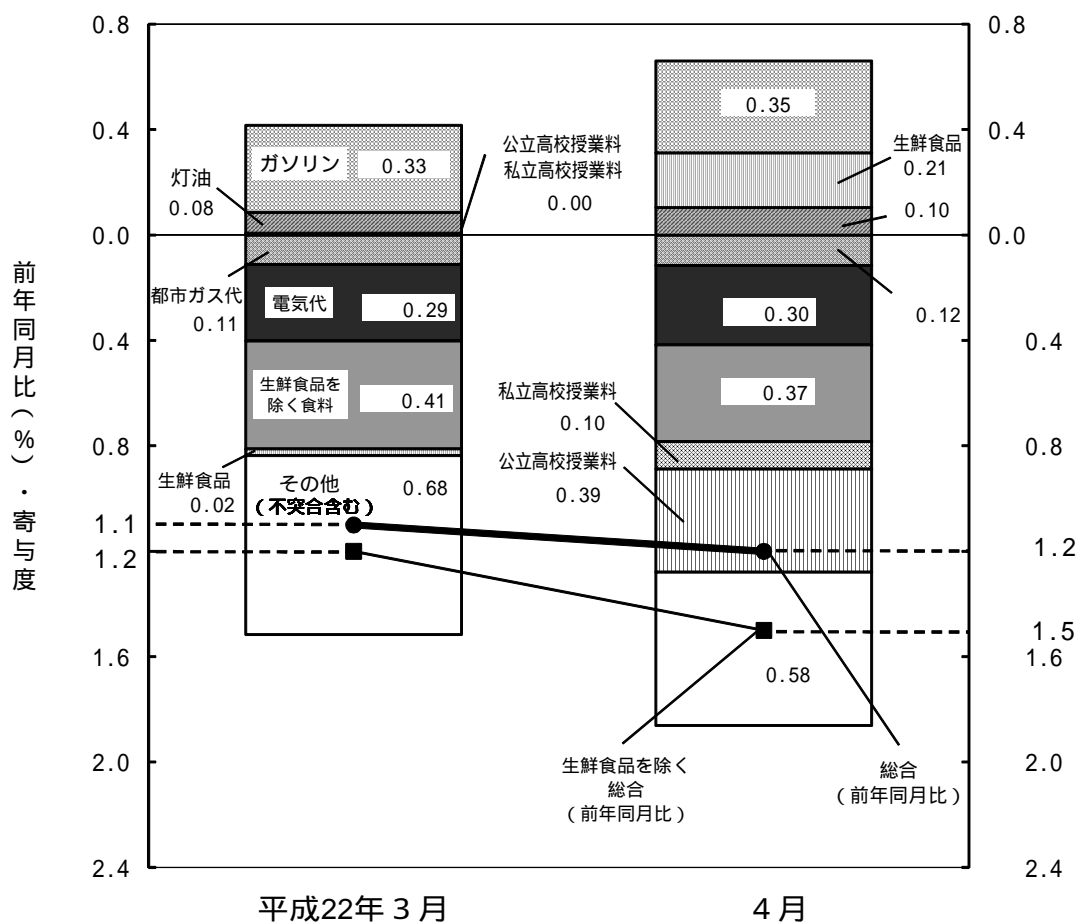 0.8
0.4
0.0
0.4
0.8
1.1
1.2
1.6
2.0
2.4
前年同月比(%)・寄与度
ガソリン 0.33
灯油
0.08
公立高校授業料
私立高校授業料
0.00
都市ガス代
0.11
電気代 0.29
生鮮食品を
除く食料
0.41
生鮮食品
0.02
その他
(不突合含む)
0.68
0.35
生鮮食品
0.21
0.10
0.12
0.30
0.37
私立高校授業料
0.10
公立高校授業料
0.39
0.58
生鮮食品を除く
総合
(前年同月比)
総合
(前年同月比)
0.8
0.4
0.0
0.4
0.8
1.2
1.5
1.6
2.0
2.4
平成22年3月
4月